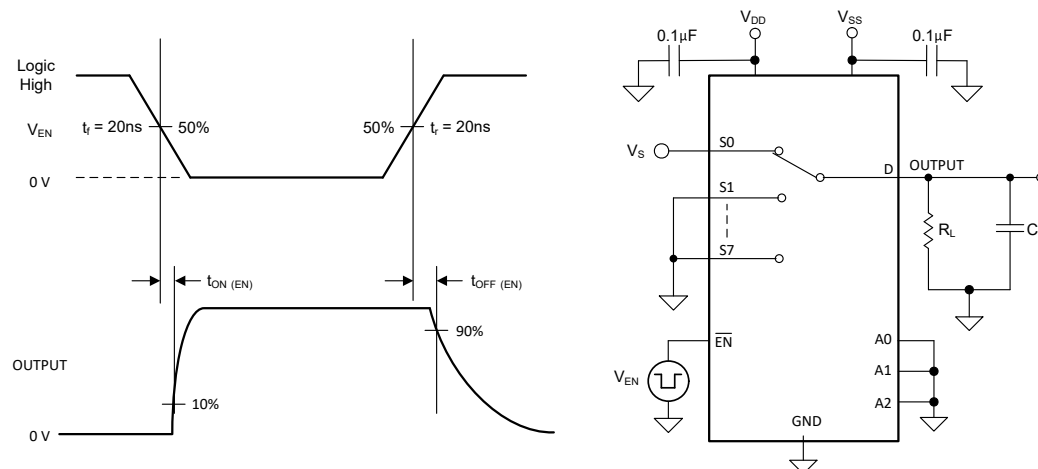 Logic
High
V_EN
t_f = 20ns
50%
50%
t_r = 20ns
0 V
t_ON (EN)
t_OFF (EN)
90%
OUTPUT
10%
0 V
V_DD
V_SS
0.1µF
0.1µF
V_S
S0
D
OUTPUT
S1
R_L
C
S7
E̅N̅
A0
V_EN
A1
A2
GND